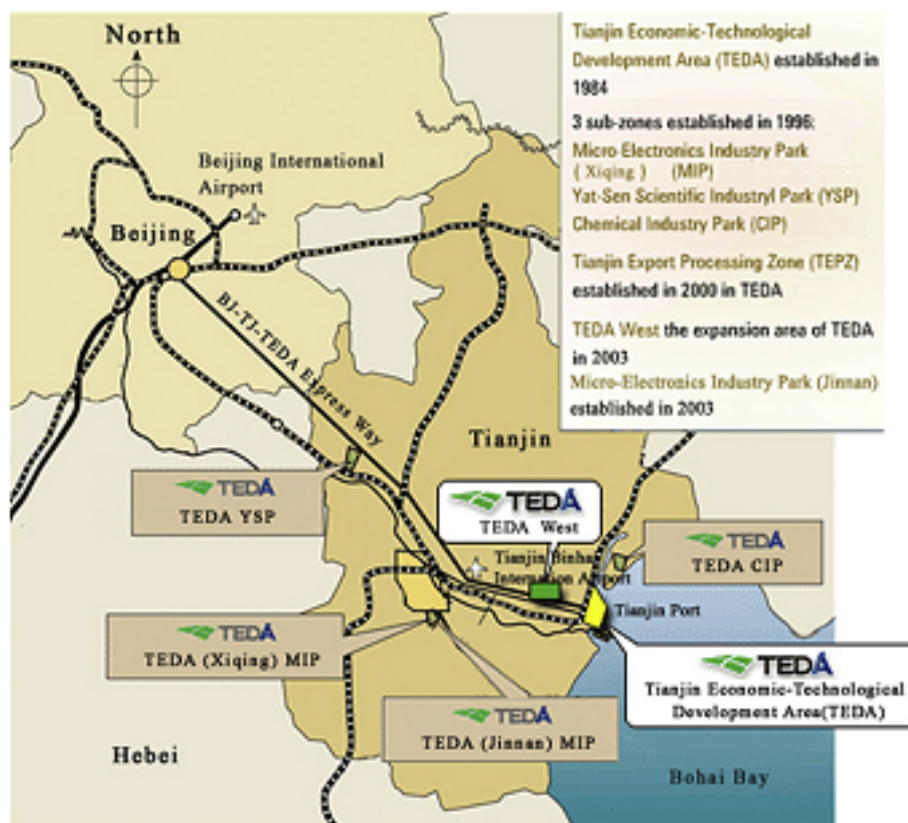 North
Beijing International
Airport
Beijing
BJ-TJ-TEDA Express Way
Tianjin Economic-Technological
Development Area (TEDA) established in
1984
3 sub-zones established in 1996:
Micro-Electronics Industry Park
( Xiqing ) (MIP)
Yat-Sen Scientific Industryl Park (YSP)
Chemical Industry Park (CIP)
Tianjin Export Processing Zone (TEPZ)
established in 2000 in TEDA
TEDA West the expansion area of TEDA
in 2003
Micro-Electronics Industry Park (Jinnan)
established in 2003
Tianjin
TEDA
TEDA YSP
TEDA
TEDA West
Tianjin Binhai
Internation Airport
TEDA
TEDA CIP
Tianjin Port
TEDA
TEDA (Xiqing) MIP
TEDA
Tianjin Economic-Technological
Development Area(TEDA)
TEDA
TEDA (Jinnan) MIP
Hebei
Bohai Bay